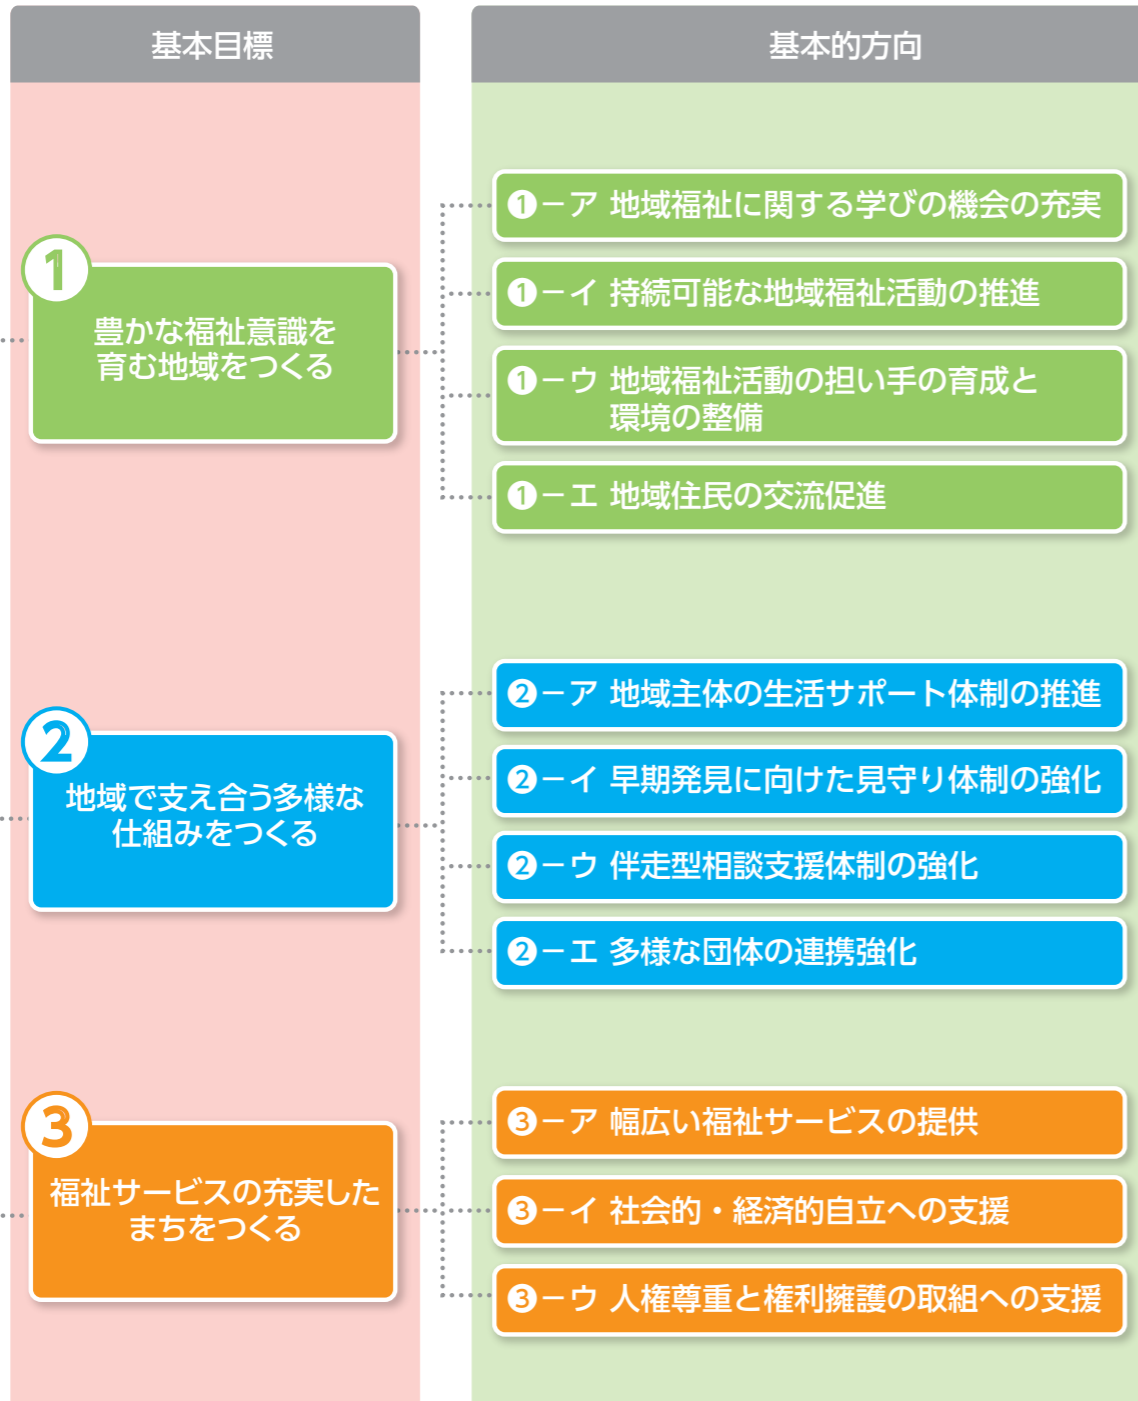 基本目標
基本的方向
1
豊かな福祉意識を
育む地域をつくる
❶-ア 地域福祉に関する学びの機会の充実
❶-イ 持続可能な地域福祉活動の推進
❶-ウ 地域福祉活動の担い手の育成と
環境の整備
❶-エ 地域住民の交流促進
2
地域で支え合う多様な
仕組みをつくる
❷-ア 地域主体の生活サポート体制の推進
❷-イ 早期発見に向けた見守り体制の強化
❷-ウ 伴走型相談支援体制の強化
❷-エ 多様な団体の連携強化
3
福祉サービスの充実した
まちをつくる
❸-ア 幅広い福祉サービスの提供
❸-イ 社会的・経済的自立への支援
❸-ウ 人権尊重と権利擁護の取組への支援